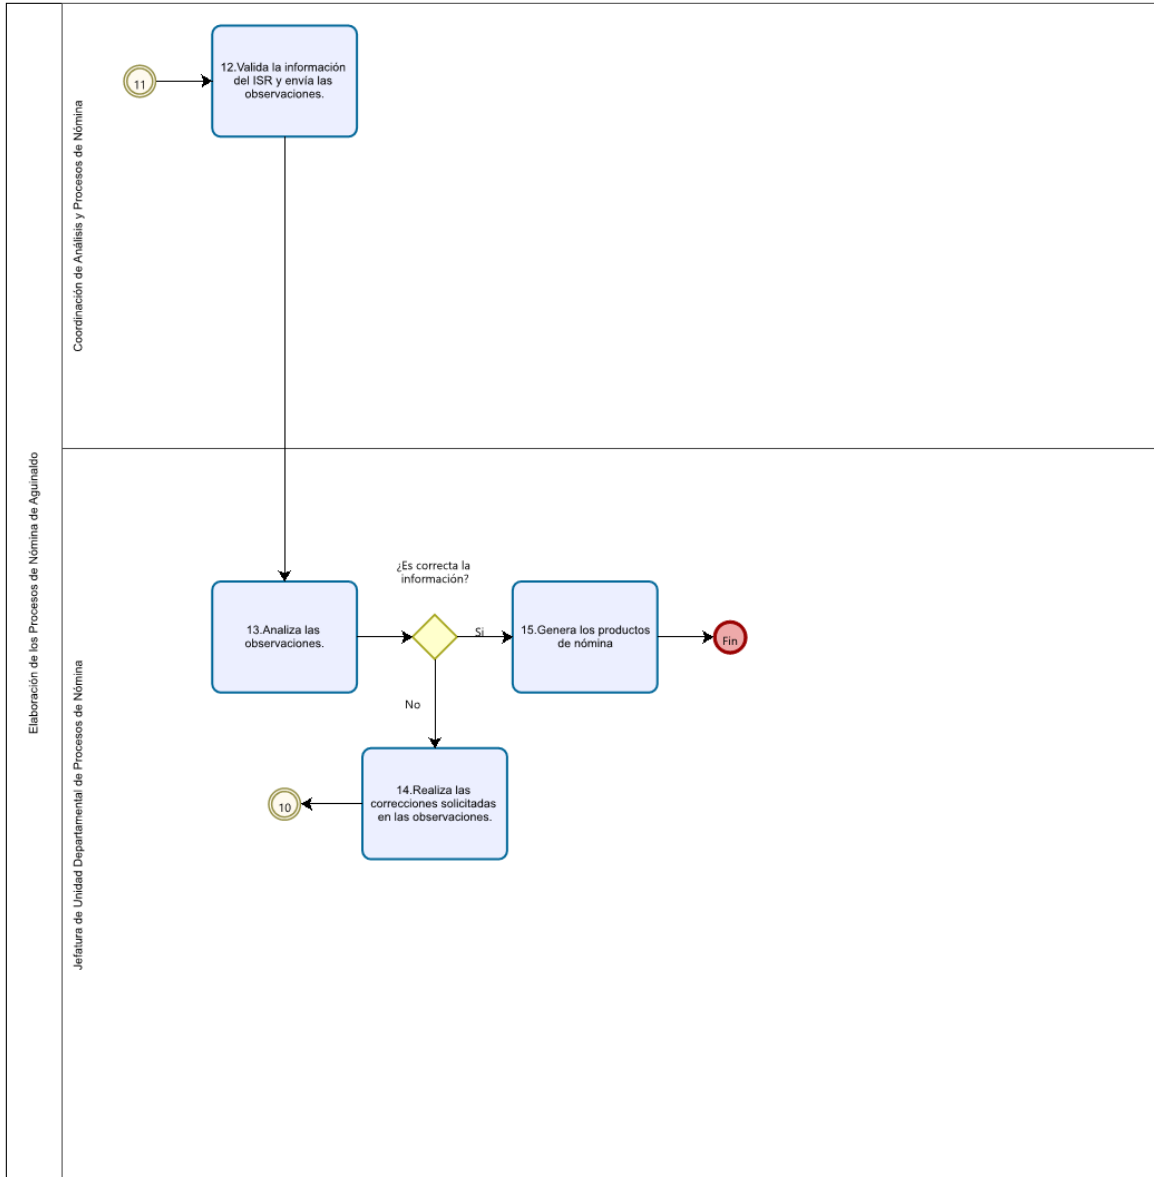 Elaboración de los Procesos de Nómina de Aguinaldo
Coordinación de Análisis y Procesos de Nómina
11
12.Valida la información
del ISR y envía las
observaciones.
Jefatura de Unidad Departamental de Procesos de Nómina
13.Analiza las
observaciones.
¿Es correcta la
información?
Si
15.Genera los productos
de nómina
Fin
No
14.Realiza las
correcciones solicitadas
en las observaciones.
10